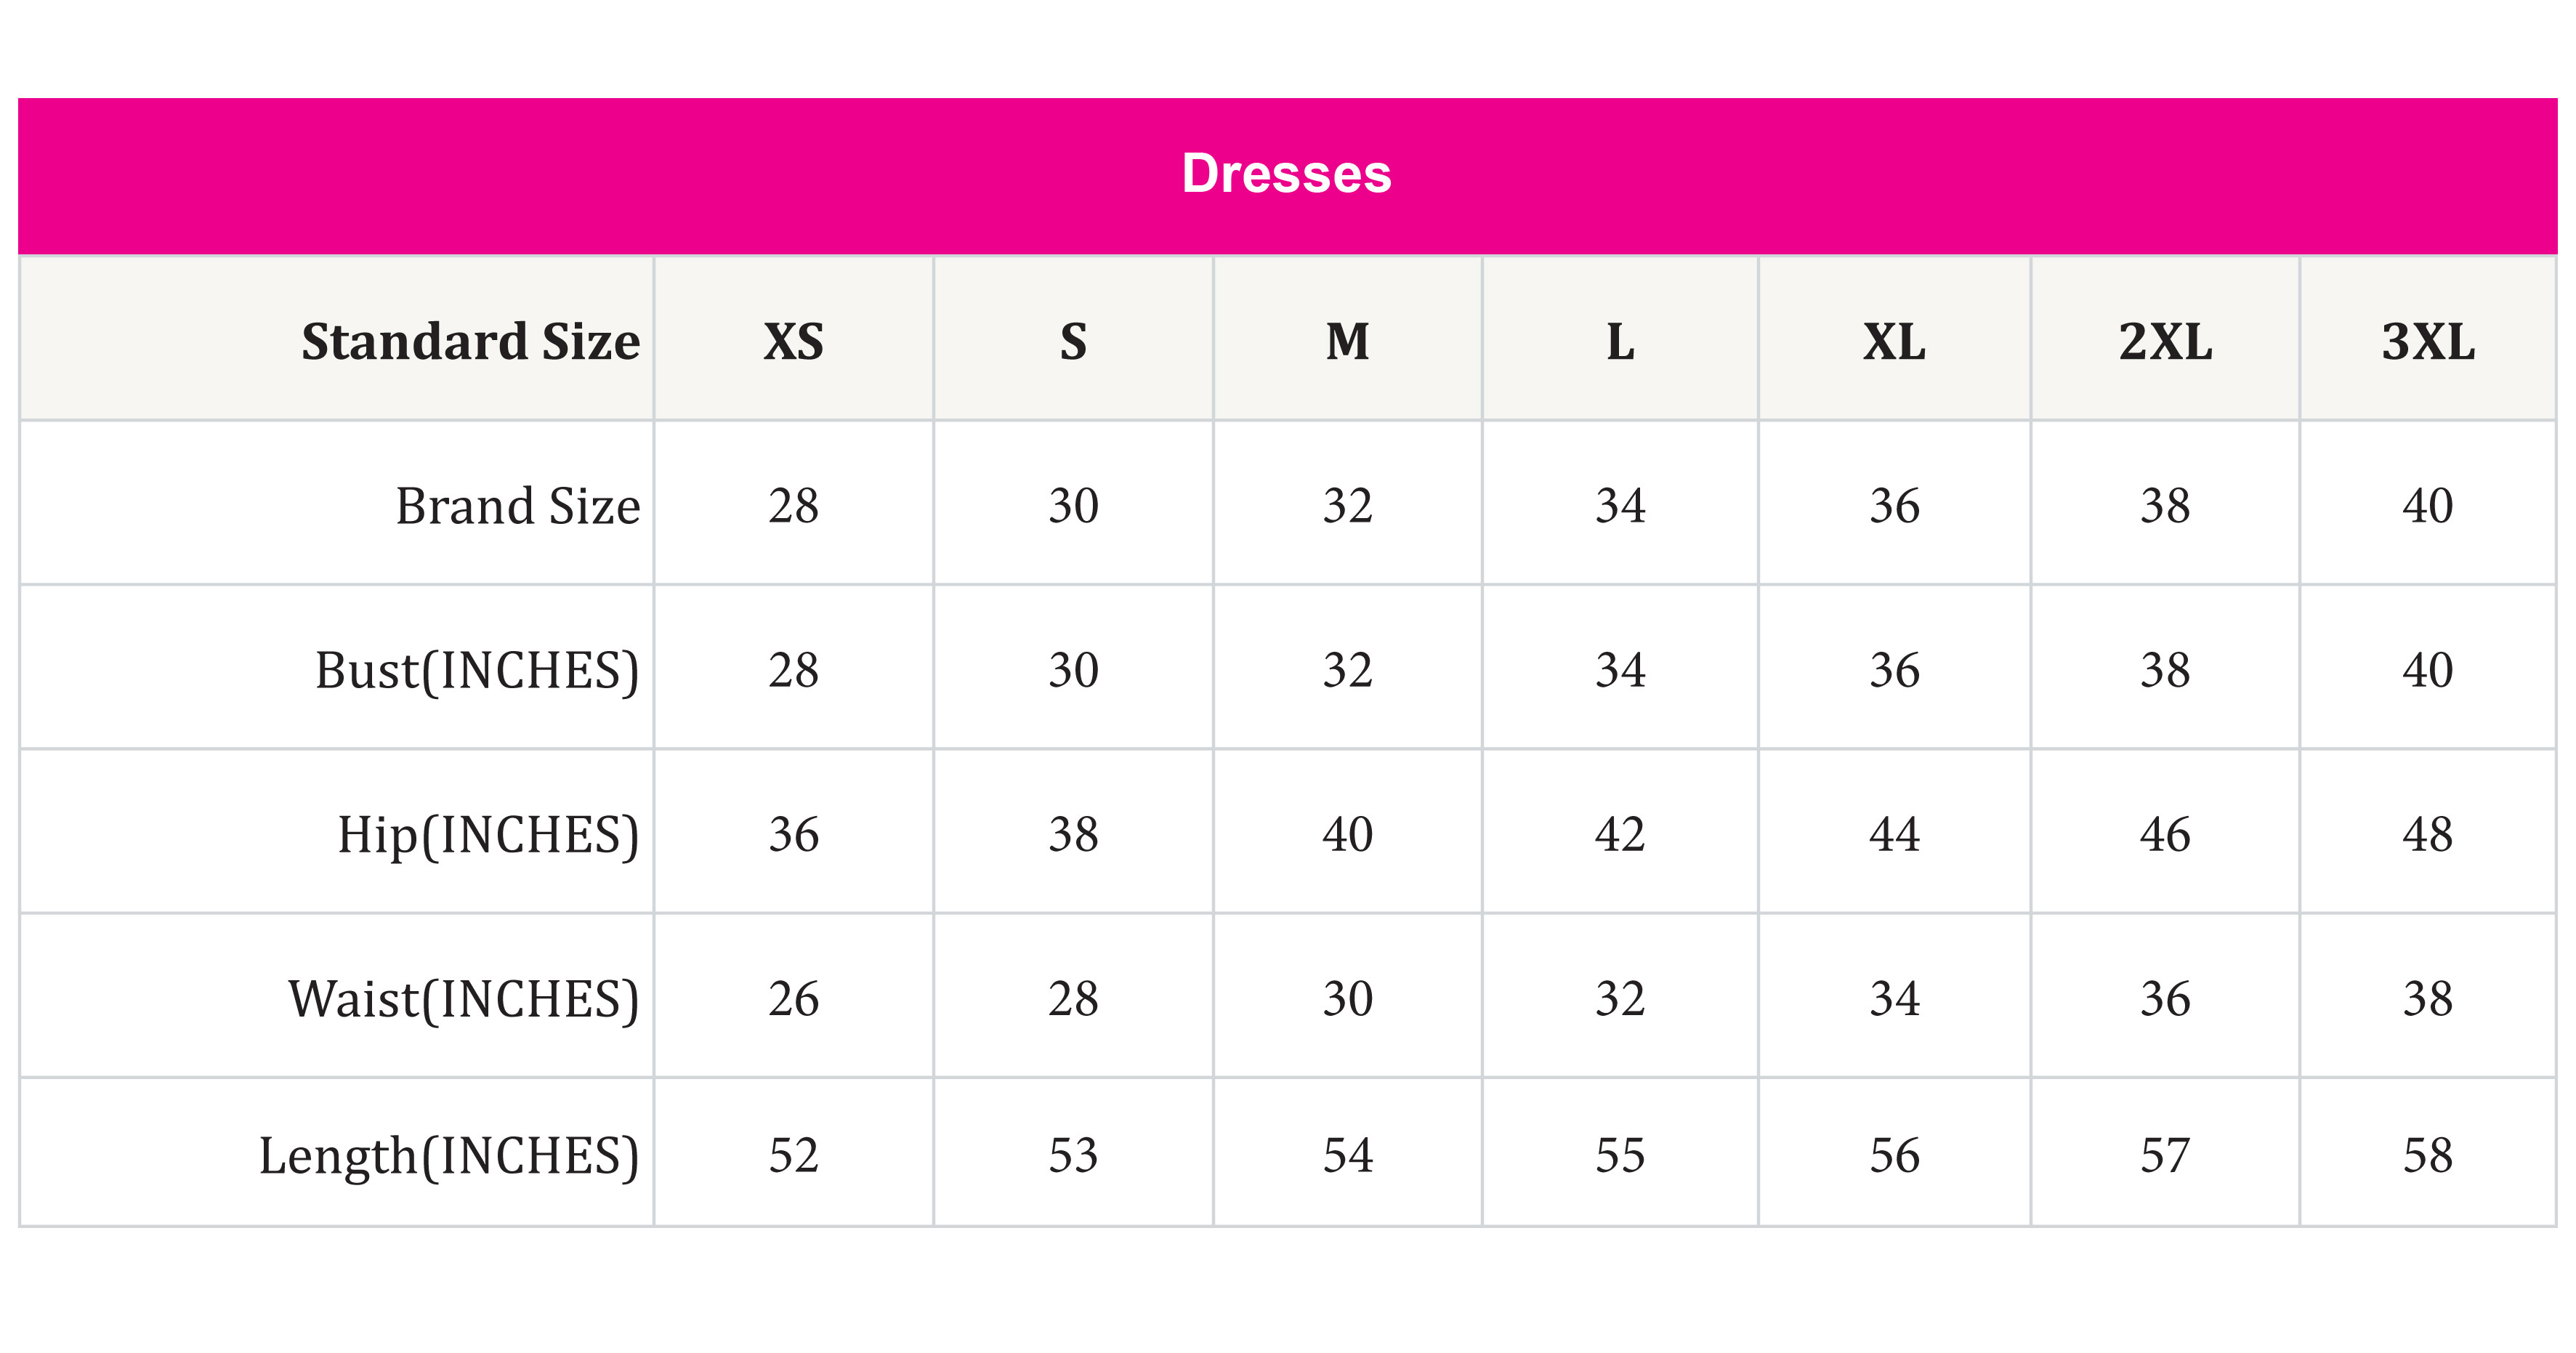 Dresses
Standard Size XS S M L XL 2XL 3XL
Brand Size 28 30 32 34 36 38 40
Bust(INCHES) 28 30 32 34 36 38 40
Hip(INCHES) 36 38 40 42 44 46 48
Waist(INCHES) 26 28 30 32 34 36 38
Length(INCHES) 52 53 54 55 56 57 58